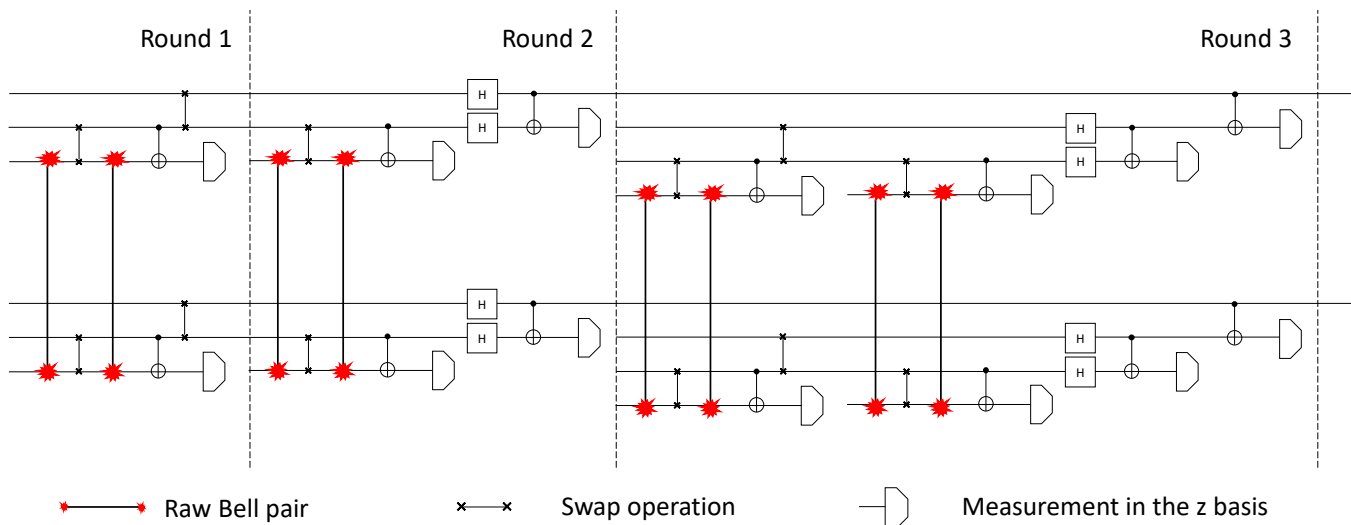 Round 1
Round 2
Round 3
H
H
H
H
H
H
H
H
Raw Bell pair
Swap operation
Measurement in the z basis